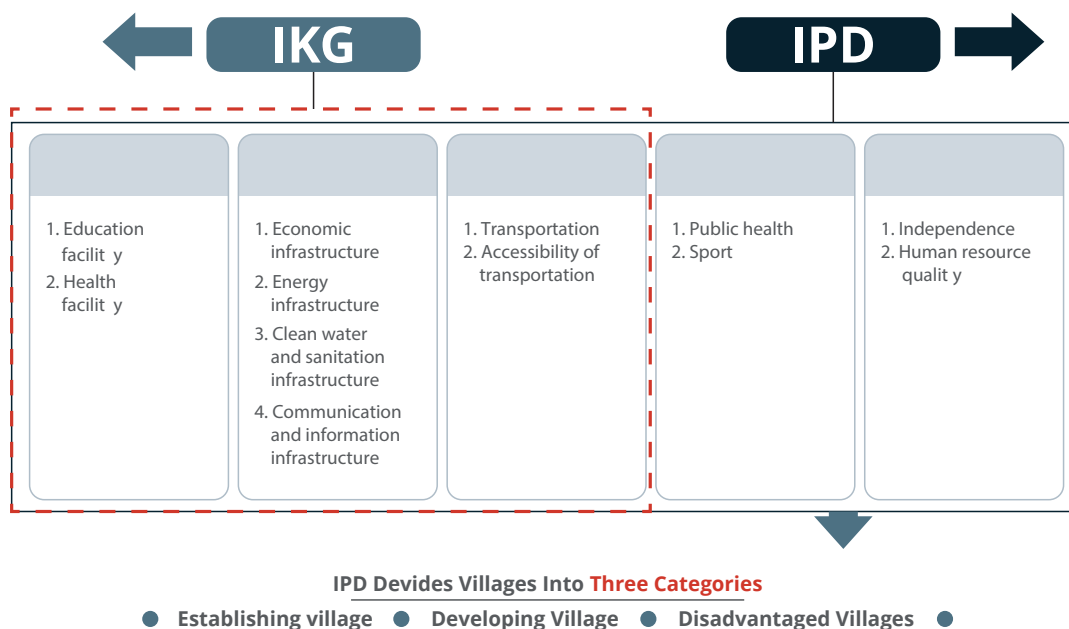 IKG
IPD
1. Education
facilit y
2. Health
facilit y
1. Economic
infrastructure
2. Energy
infrastructure
3. Clean water
and sanitation
infrastructure
4. Communication
and information
infrastructure
1. Transportation
2. Accessibility of
transportation
1. Public health
2. Sport
1. Independence
2. Human resource
qualit y
IPD Devides Villages Into Three Categories
Establishing village
Developing Village
Disadvantaged Villages